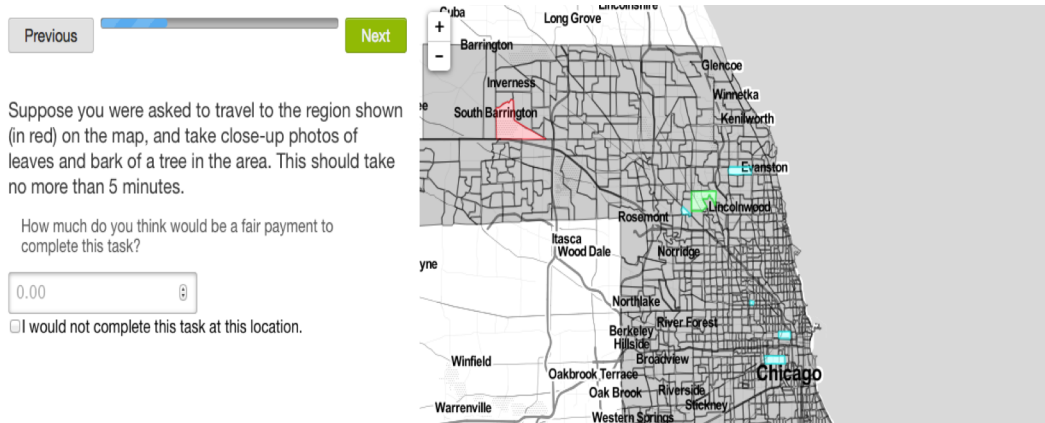 Previous
Next
Suppose you were asked to travel to the region shown
(in red) on the map, and take close-up photos of
leaves and bark of a tree in the area. This should take
no more than 5 minutes.
How much do you think would be a fair payment to
complete this task?
0.00
I would not complete this task at this location.
+
-
Long Grove
Barrington
Glencoe
Inverness
Winnetka
South Barrington
Kenilworth
Evanston
Lincolnwood
Rosemont
Itasca
Wood Dale
Norridge
yne
Northlake
River Forest
Berkeley
Hillside
Broadview
Winfield
Oakbrook Terrace
Chicago
Oak Brook
Riverside
Stickney
Warrenville
Western Springs